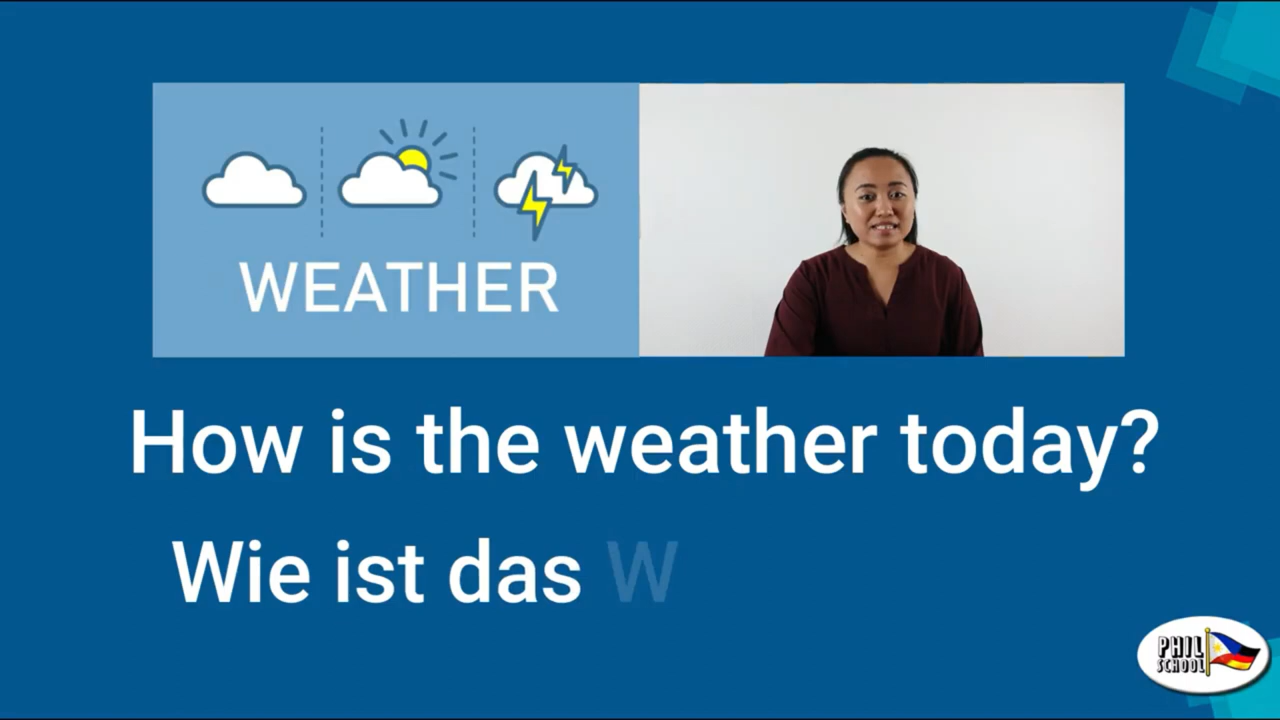 WEATHER
How is the weather today?
Wie ist das W
PHIL
SCHOOL